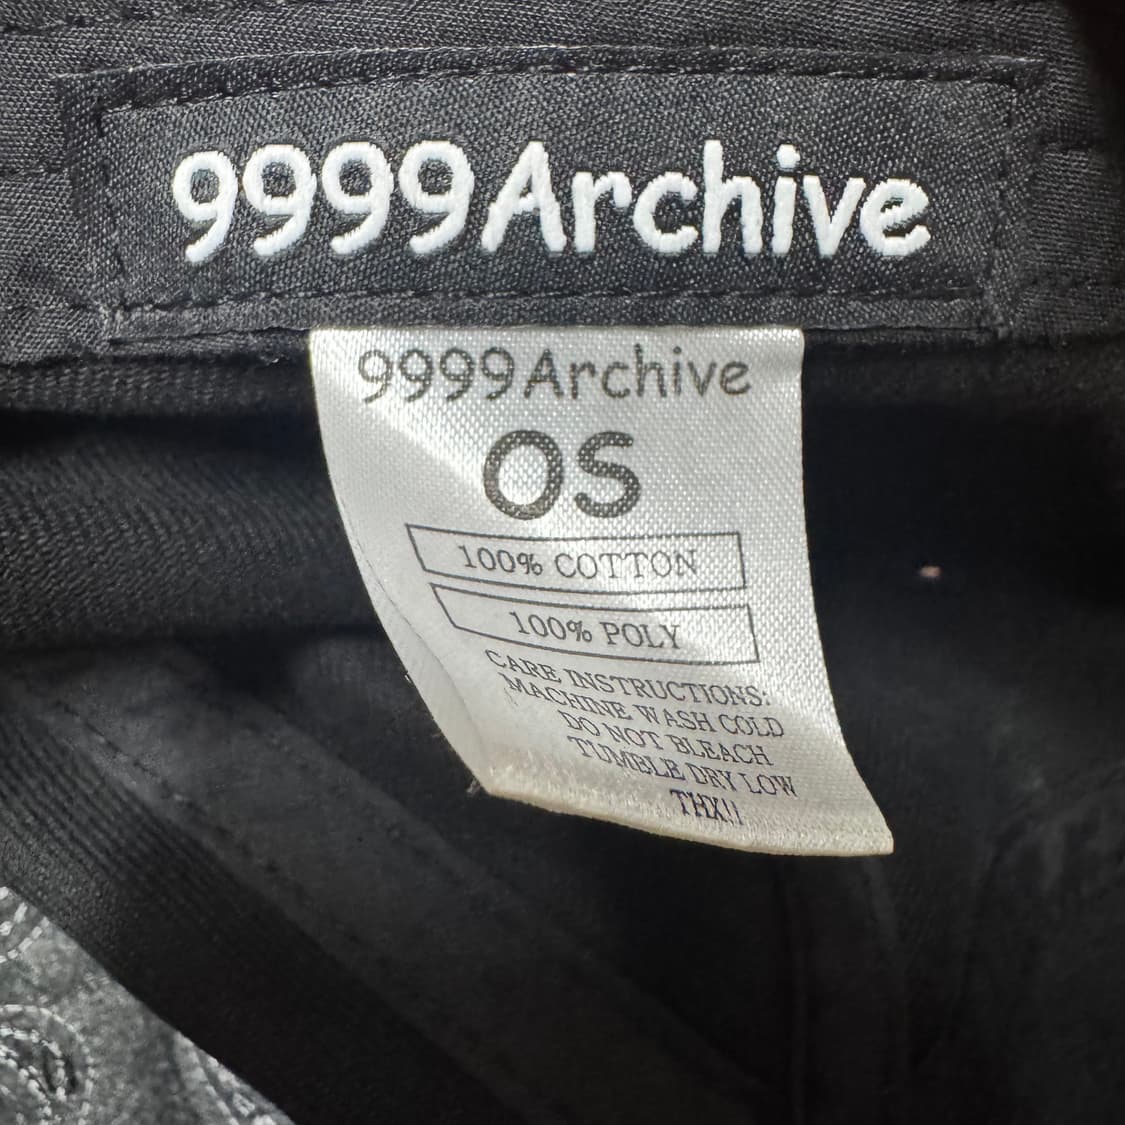 9999Archive
9999Archive
OS
100% COTTON
100% POLY
CARE INSTRUCTIONS:
MACHINE WASH COLD
DO NOT BLEACH
TUMBLE DRY LOW
THX!!